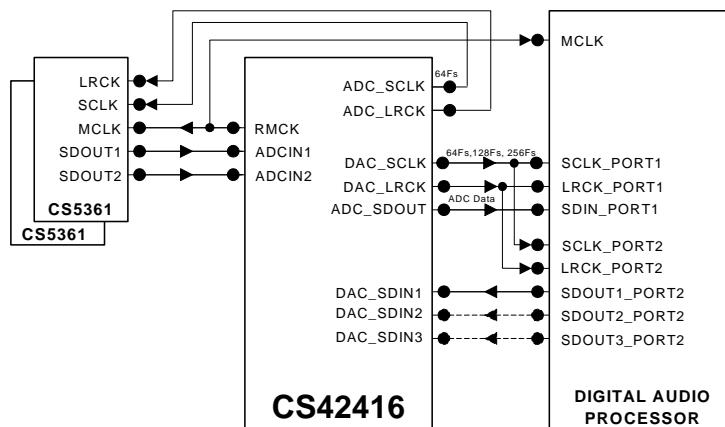 LRCK
SCLK
MCLK
SDOUT1
SDOUT2
CS5361
CS5361
RMCK
ADCIN1
ADCIN2
ADC_SCLK
ADC_LRCK
DAC_SCLK
DAC_LRCK
ADC_SDOUT
DAC_SDIN1
DAC_SDIN2
DAC_SDIN3
CS42416
64Fs
64Fs,128Fs, 256Fs
ADC Data
MCLK
SCLK_PORT1
LRCK_PORT1
SDIN_PORT1
SCLK_PORT2
LRCK_PORT2
SDOUT1_PORT2
SDOUT2_PORT2
SDOUT3_PORT2
DIGITAL AUDIO
PROCESSOR